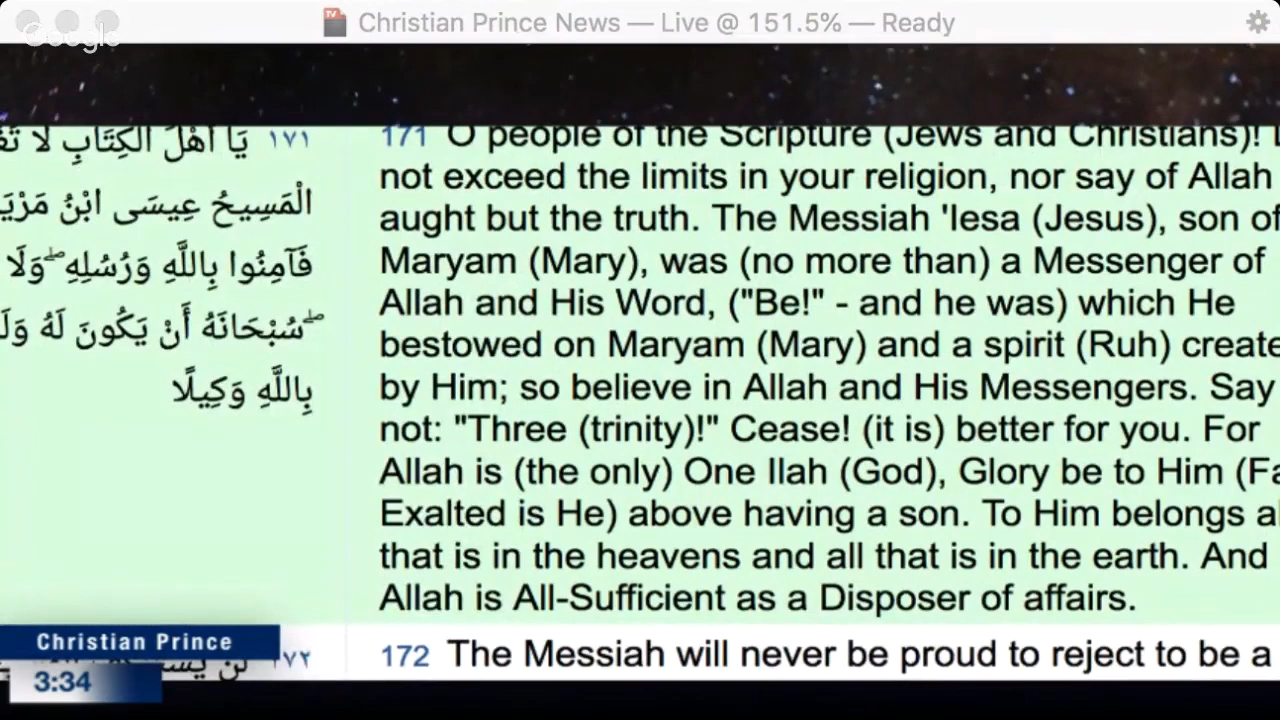 Christian Prince News — Live @ 151.5% — Ready
Google
١٧١ يَا أَهْلَ الْكِتَابِ لَا
الْمَسِيحُ عِيسَى ابْنُ
فَآمِنُوا بِاللَّهِ وَرُسُلِهِ ۖ وَلَا
ۖ سُبْحَانَهُ أَنْ يَكُونَ لَهُ
بِاللَّهِ وَكِيلًا
171 O people of the Scripture (Jews and Christians)!
not exceed the limits in your religion, nor say of Allah
aught but the truth. The Messiah 'Iesa (Jesus), son of
Maryam (Mary), was (no more than) a Messenger of
Allah and His Word, ("Be!" - and he was) which He
bestowed on Maryam (Mary) and a spirit (Ruh) create
by Him; so believe in Allah and His Messengers. Say
not: "Three (trinity)!" Cease! (it is) better for you. For
Allah is (the only) One Ilah (God), Glory be to Him (Fa
Exalted is He) above having a son. To Him belongs al
that is in the heavens and all that is in the earth. And
Allah is All-Sufficient as a Disposer of affairs.
١٧٢ لَنْ
172 The Messiah will never be proud to reject to be a
Christian Prince
3:34